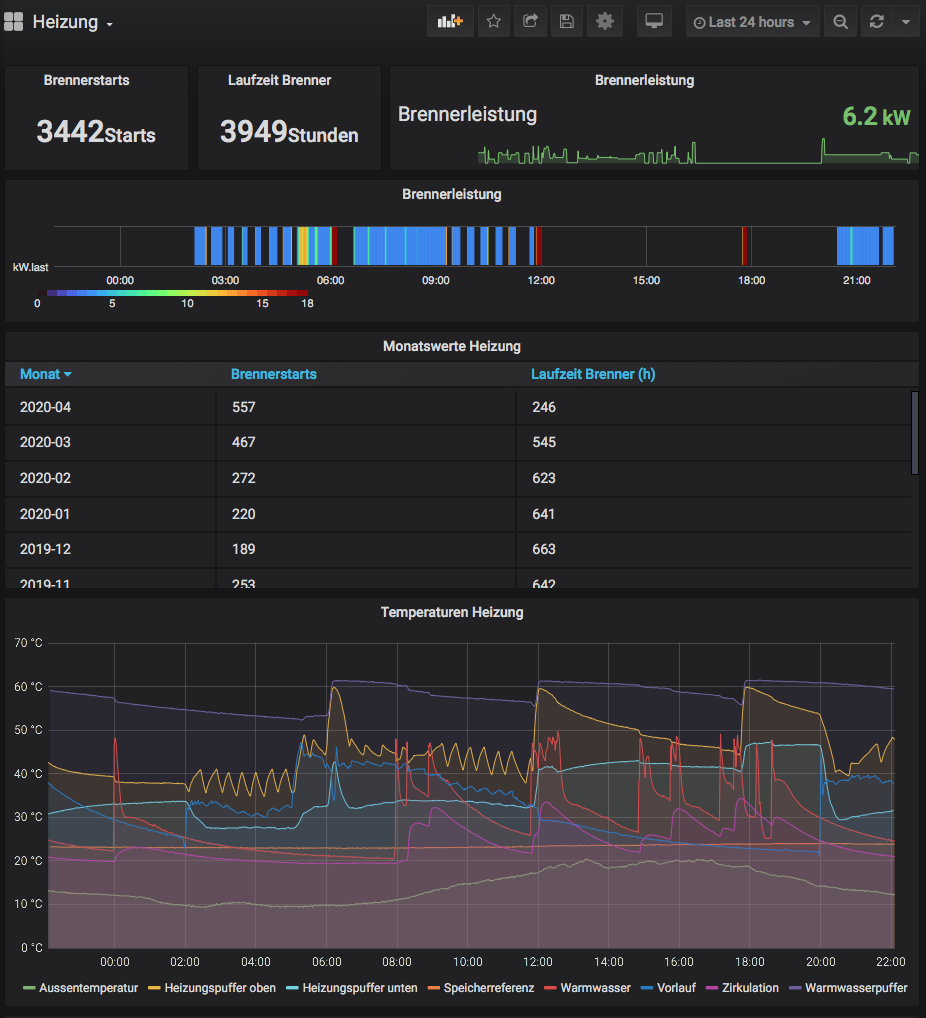 Heizung
Last 24 hours
Brennerstarts
3442 Starts
Laufzeit Brenner
3949 Stunden
Brennerleistung
Brennerleistung
6.2 kW
Brennerleistung
kW.last
00:00 03:00 06:00 09:00 12:00 15:00 18:00 21:00
0 5 10 15 18
Monatswerte Heizung
Monat Brennerstarts Laufzeit Brenner (h)
2020-04 557 246
2020-03 467 545
2020-02 272 623
2020-01 220 641
2019-12 189 663
2019-11 253 642
Temperaturen Heizung
70 °C
60 °C
50 °C
40 °C
30 °C
20 °C
10 °C
0 °C
00:00 02:00 04:00 06:00 08:00 10:00 12:00 14:00 16:00 18:00 20:00 22:00
Aussentemperatur Heizungspuffer oben Heizungspuffer unten Speicherreferenz Warmwasser Vorlauf Zirkulation Warmwasserpuffer